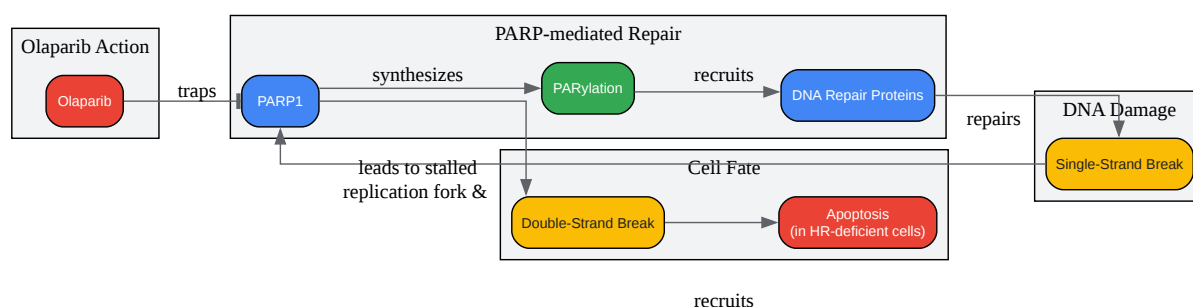 Olaparib Action
Olaparib
traps
PARP-mediated Repair
PARP1
synthesizes
PARylation
recruits
DNA Repair Proteins
repairs
DNA Damage
Single-Strand Break
leads to stalled
replication fork &
Cell Fate
Double-Strand Break
Apoptosis
(in HR-deficient cells)
recruits